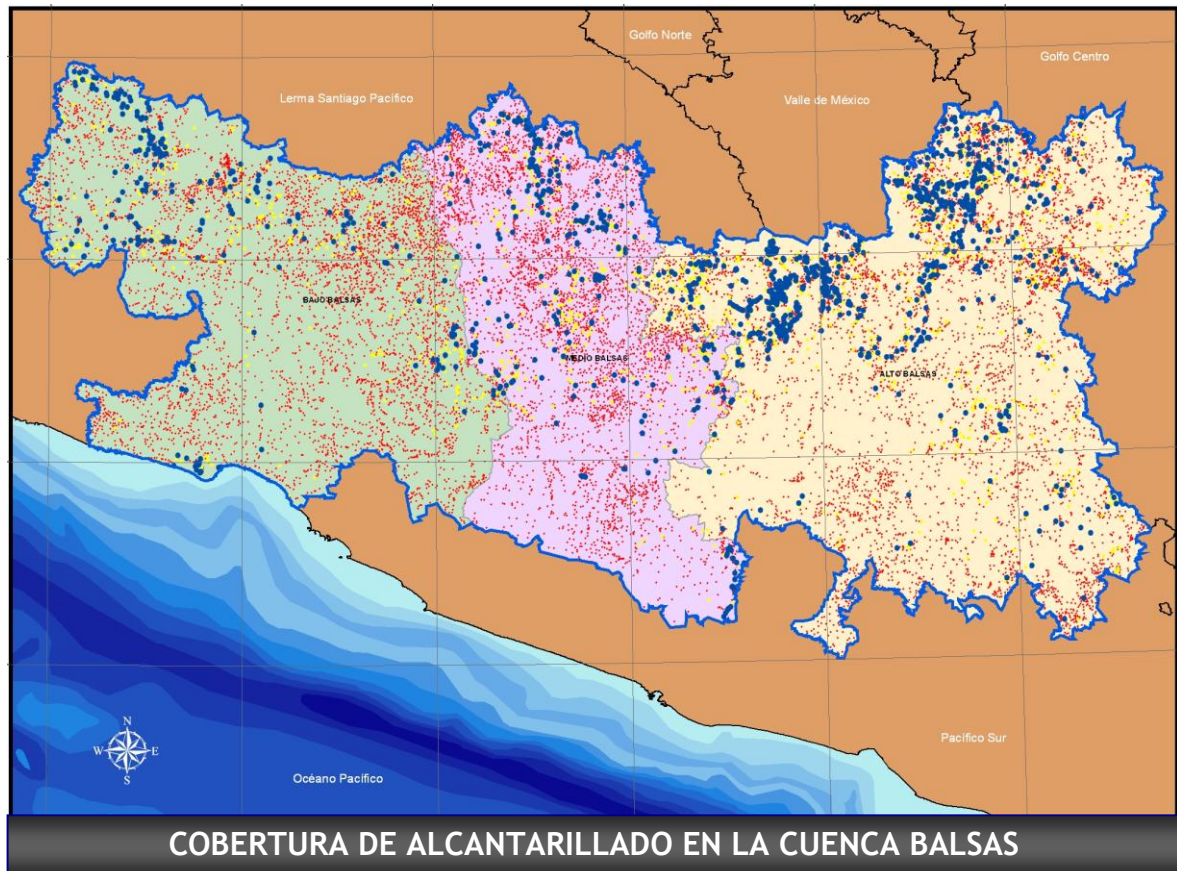 Golfo Norte
Golfo Centro
Lerma Santiago Pacífico
Valle de México
BAJO BALSAS
MEDIO BALSAS
ALTO BALSAS
Pacífico Sur
N
W E
S
Océano Pacífico
COBERTURA DE ALCANTARILLADO EN LA CUENCA BALSAS